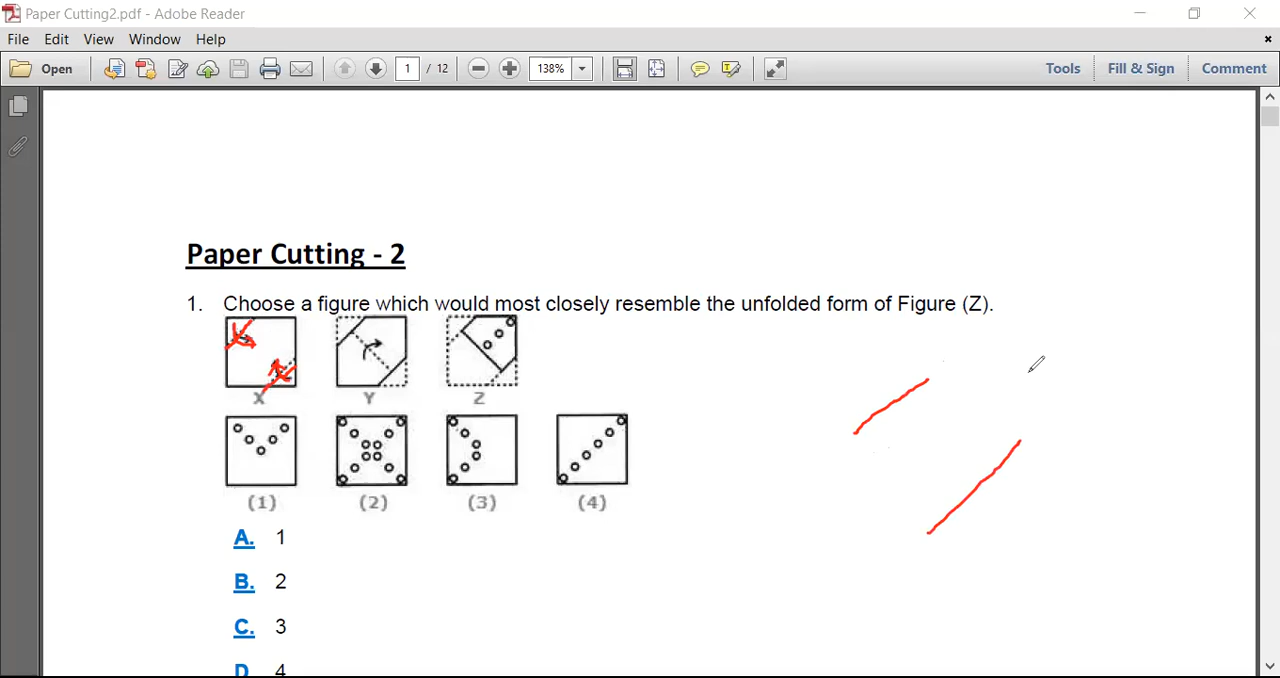 Paper Cutting2.pdf - Adobe Reader
File Edit View Window Help
Open 1 / 12 138% Tools Fill & Sign Comment
Paper Cutting - 2
1. Choose a figure which would most closely resemble the unfolded form of Figure (Z).
X Y Z
(1) (2) (3) (4)
A. 1
B. 2
C. 3
D 4